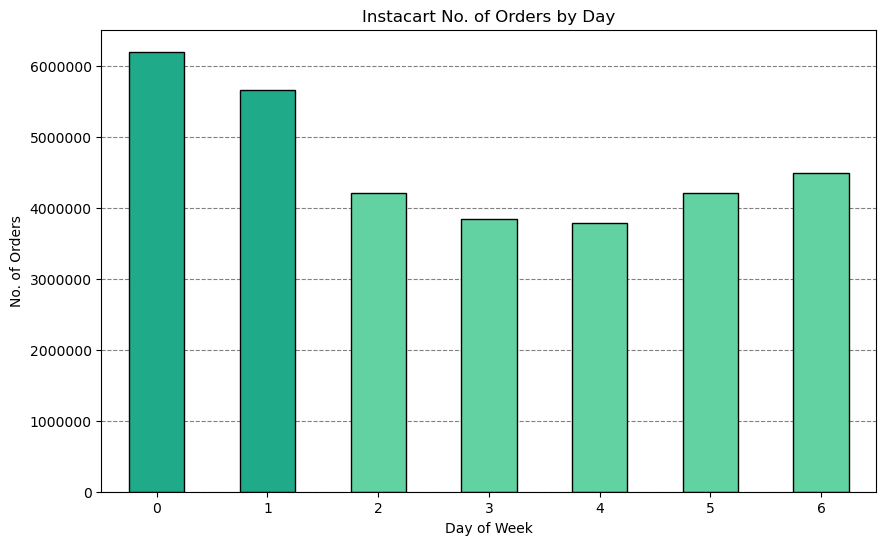 Instacart No. of Orders by Day
No. of Orders
6000000
5000000
4000000
3000000
2000000
1000000
0
0 1 2 3 4 5 6
Day of Week